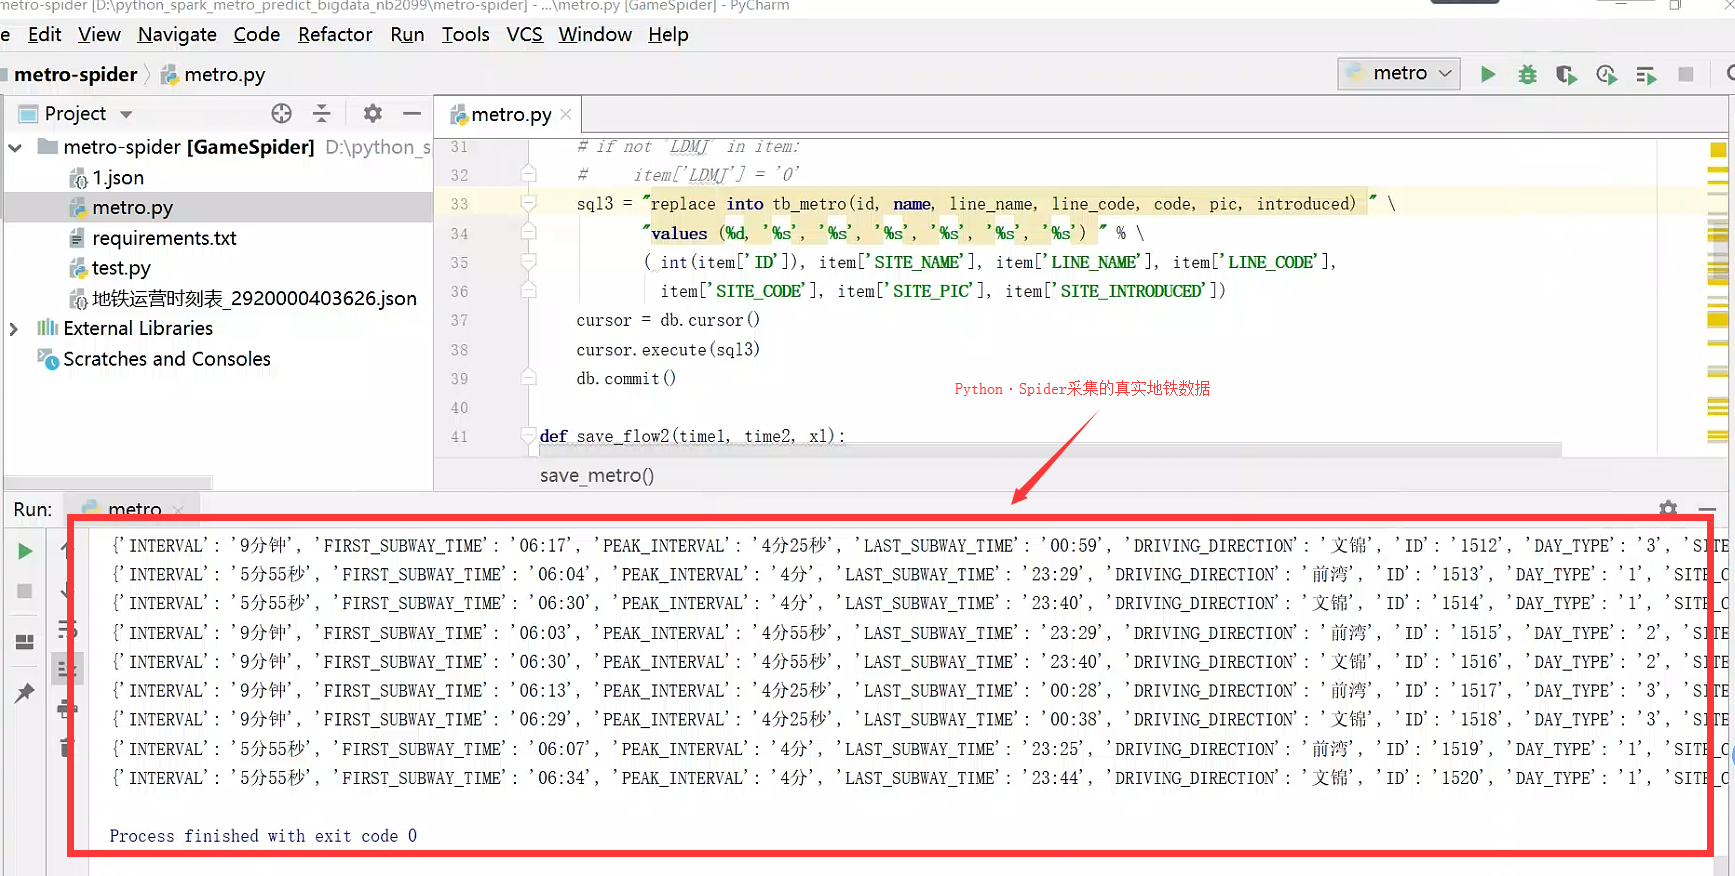 metro-spider [D:\python_spark_metro_predict_bigdata_nb2099\metro-spider] - ...\metro.py [GameSpider] - PyCharm
e Edit View Navigate Code Refactor Run Tools VCS Window Help
metro-spider metro.py
metro
Project
metro.py
metro-spider [GameSpider] D:\python_s
1.json
metro.py
requirements.txt
test.py
地铁运营时刻表_2920000403626.json
External Libraries
Scratches and Consoles
31 # if not 'LDMJ' in item:
32 # item['LDMJ'] = '0'
33 sql3 = "replace into tb_metro(id, name, line_name, line_code, code, pic, introduced) " \
34 "values (%d, '%s', '%s', '%s', '%s', '%s', '%s') " % \
35 ( int(item['ID']), item['SITE_NAME'], item['LINE_NAME'], item['LINE_CODE'],
36 item['SITE_CODE'], item['SITE_PIC'], item['SITE_INTRODUCED'])
37 cursor = db.cursor()
38 cursor.execute(sql3)
39 db.commit()
40
41 def save_flow2(time1, time2, xl):
Python·Spider采集的真实地铁数据
save_metro()
Run: metro
{'INTERVAL': '9分钟', 'FIRST_SUBWAY_TIME': '06:17', 'PEAK_INTERVAL': '4分25秒', 'LAST_SUBWAY_TIME': '00:59', 'DRIVING_DIRECTION': '文锦', 'ID': '1512', 'DAY_TYPE': '3', 'SITE
{'INTERVAL': '5分55秒', 'FIRST_SUBWAY_TIME': '06:04', 'PEAK_INTERVAL': '4分', 'LAST_SUBWAY_TIME': '23:29', 'DRIVING_DIRECTION': '前湾', 'ID': '1513', 'DAY_TYPE': '1', 'SITE_C
{'INTERVAL': '5分55秒', 'FIRST_SUBWAY_TIME': '06:30', 'PEAK_INTERVAL': '4分', 'LAST_SUBWAY_TIME': '23:40', 'DRIVING_DIRECTION': '文锦', 'ID': '1514', 'DAY_TYPE': '1', 'SITE_C
{'INTERVAL': '9分钟', 'FIRST_SUBWAY_TIME': '06:03', 'PEAK_INTERVAL': '4分55秒', 'LAST_SUBWAY_TIME': '23:29', 'DRIVING_DIRECTION': '前湾', 'ID': '1515', 'DAY_TYPE': '2', 'SITE
{'INTERVAL': '9分钟', 'FIRST_SUBWAY_TIME': '06:30', 'PEAK_INTERVAL': '4分55秒', 'LAST_SUBWAY_TIME': '23:40', 'DRIVING_DIRECTION': '文锦', 'ID': '1516', 'DAY_TYPE': '2', 'SITE
{'INTERVAL': '9分钟', 'FIRST_SUBWAY_TIME': '06:13', 'PEAK_INTERVAL': '4分25秒', 'LAST_SUBWAY_TIME': '00:28', 'DRIVING_DIRECTION': '前湾', 'ID': '1517', 'DAY_TYPE': '3', 'SITE
{'INTERVAL': '9分钟', 'FIRST_SUBWAY_TIME': '06:29', 'PEAK_INTERVAL': '4分25秒', 'LAST_SUBWAY_TIME': '00:38', 'DRIVING_DIRECTION': '文锦', 'ID': '1518', 'DAY_TYPE': '3', 'SITE
{'INTERVAL': '5分55秒', 'FIRST_SUBWAY_TIME': '06:07', 'PEAK_INTERVAL': '4分', 'LAST_SUBWAY_TIME': '23:25', 'DRIVING_DIRECTION': '前湾', 'ID': '1519', 'DAY_TYPE': '1', 'SITE_C
{'INTERVAL': '5分55秒', 'FIRST_SUBWAY_TIME': '06:34', 'PEAK_INTERVAL': '4分', 'LAST_SUBWAY_TIME': '23:44', 'DRIVING_DIRECTION': '文锦', 'ID': '1520', 'DAY_TYPE': '1', 'SITE_C
Process finished with exit code 0